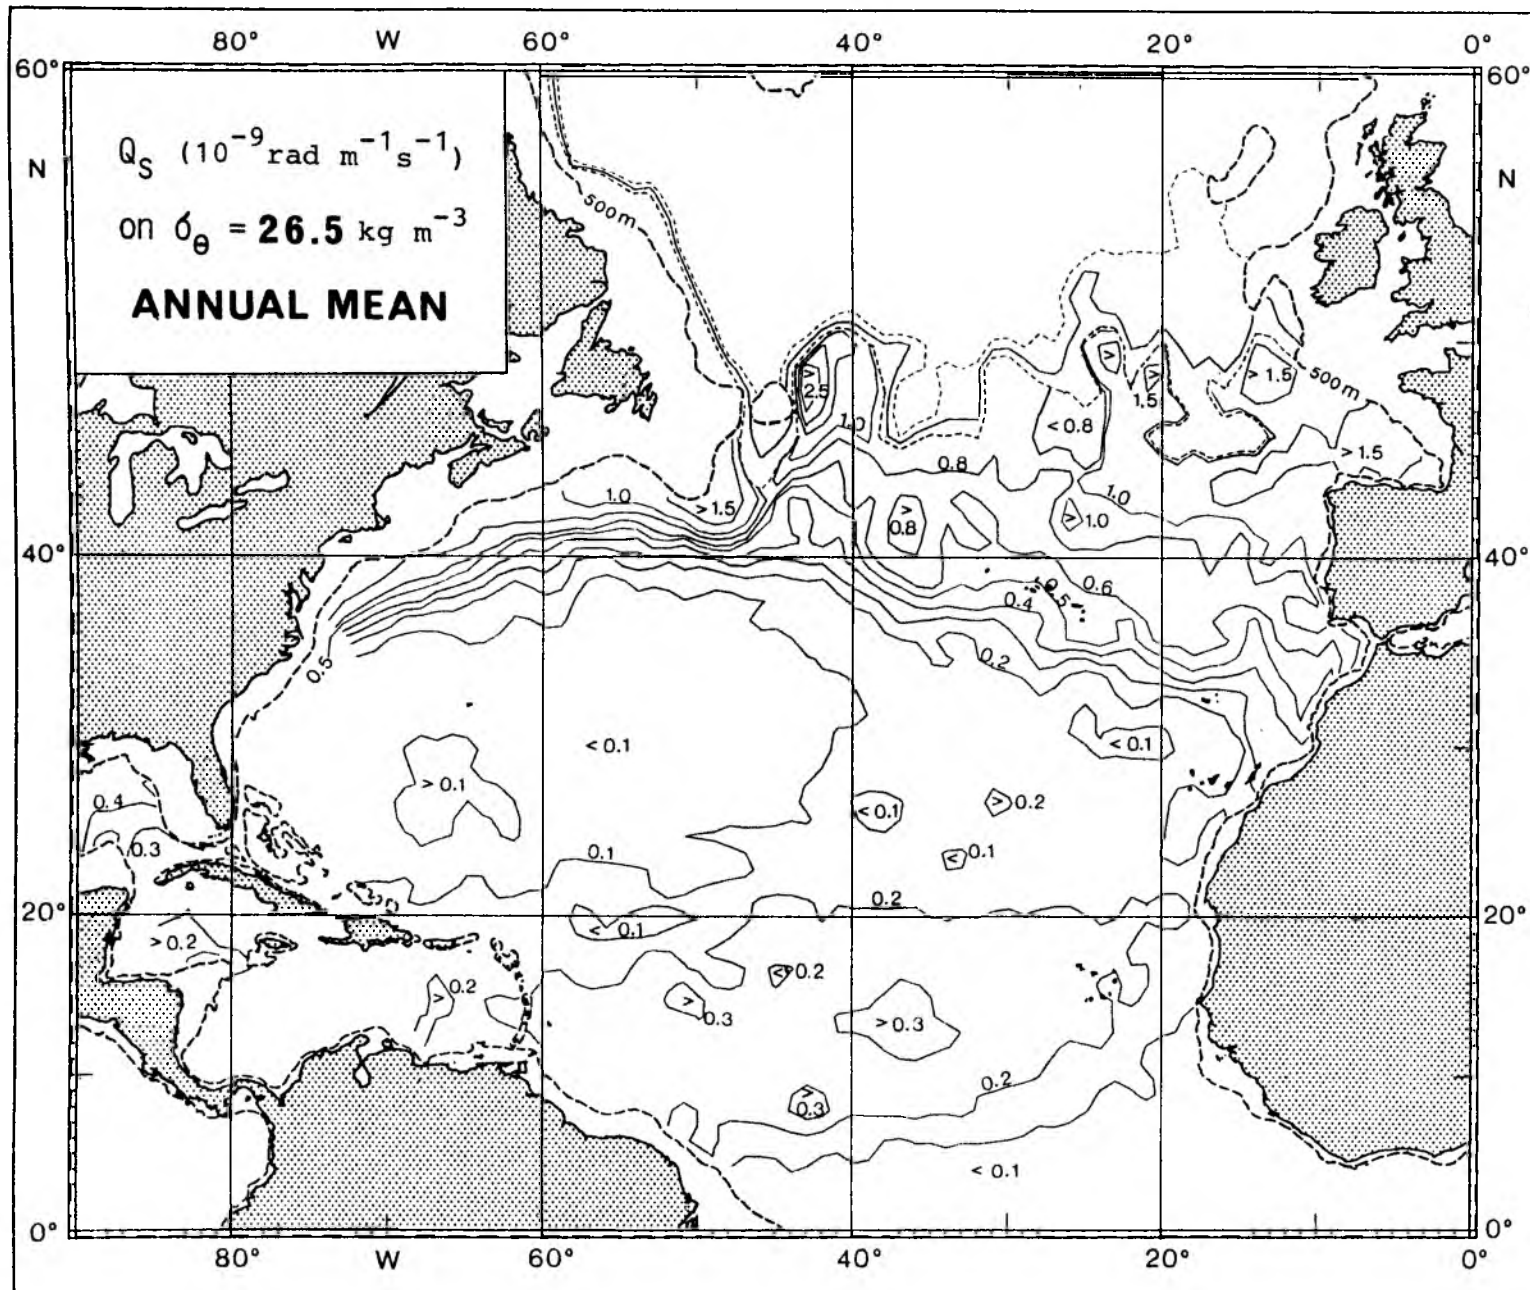 80° W 60° 40° 20° 0°
60° 60°
Q_S (10⁻⁹ rad m⁻¹ s⁻¹)
N N
on σ_θ = 26.5 kg m⁻³
500m
ANNUAL MEAN
>
> > 1.5 500m
> 2.5
1.5
1.0 < 0.8
0.8 > 1.5
1.0 > 1.5 1.0
> 0.8 > 1.0
40° 40°
0.6
0.4 0.5
0.2
0.5
< 0.1 < 0.1
> 0.1
0.4 < 0.1 > 0.2
0.3 0.1 < 0.1
0.2
20° 20°
< 0.1
> 0.2
< 0.2
0.2 >
> 0.3 > 0.3
0.2
> 0.3
< 0.1
0° 0°
80° W 60° 40° 20° 0°